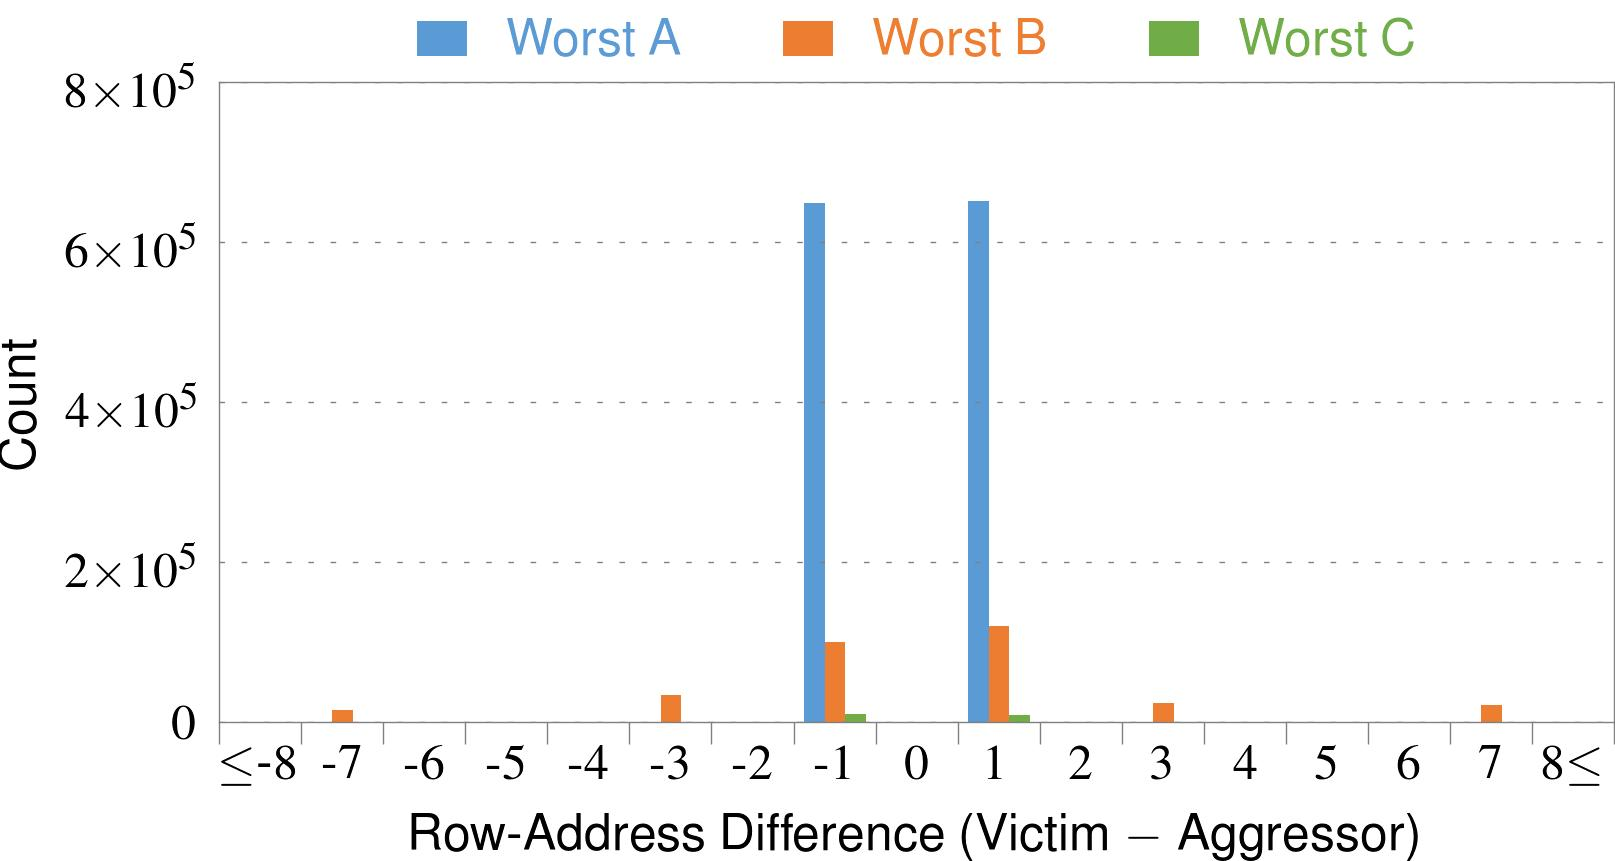 Worst A Worst B Worst C
8×10⁵
6×10⁵
4×10⁵
2×10⁵
0
Count
≤-8 -7 -6 -5 -4 -3 -2 -1 0 1 2 3 4 5 6 7 8≤
Row-Address Difference (Victim − Aggressor)